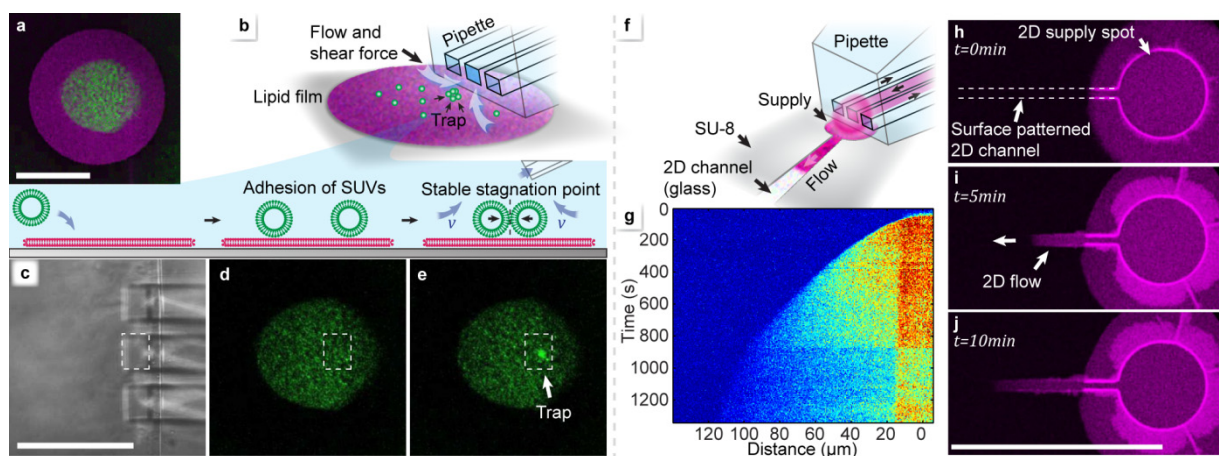 a
b
Flow and
shear force
Pipette
Lipid film
Trap
Adhesion of SUVs
Stable stagnation point
v
v
c
d
e
Trap
f
Pipette
Supply
SU-8
2D channel
(glass)
Flow
g
0
200
400
600
800
1000
1200
Time (s)
120 100 80 60 40 20 0
Distance (µm)
h
2D supply spot
t=0min
Surface patterned
2D channel
i
t=5min
2D flow
j
t=10min